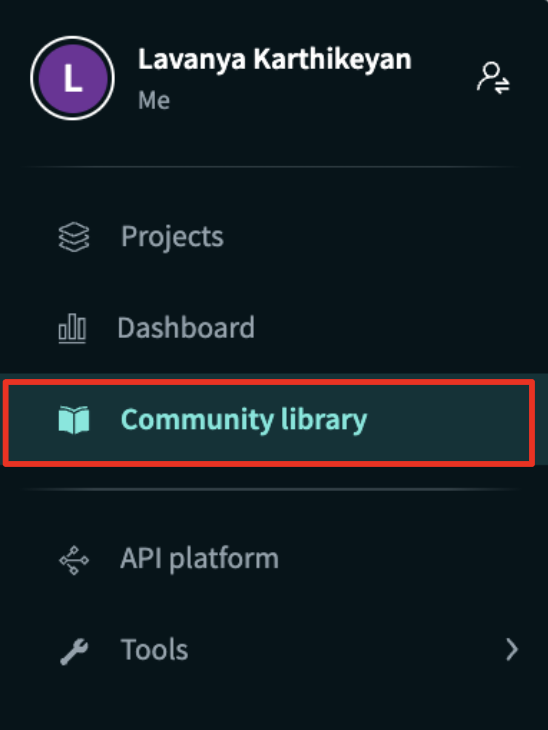 L
Lavanya Karthikeyan
Me
Projects
Dashboard
Community library
API platform
Tools